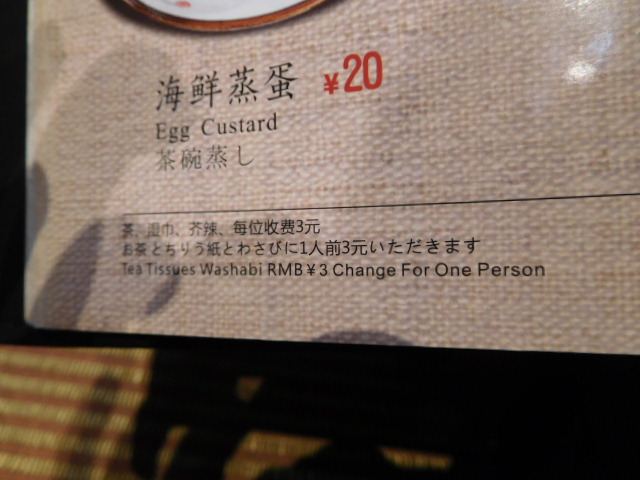 海鲜蒸蛋 ¥20
Egg Custard
茶碗蒸し
茶、湿巾、芥辣、每位收费3元
お茶とちりう紙とわさびに1人前3元いただきます
Tea Tissues Washabi RMB¥3 Change For One Person